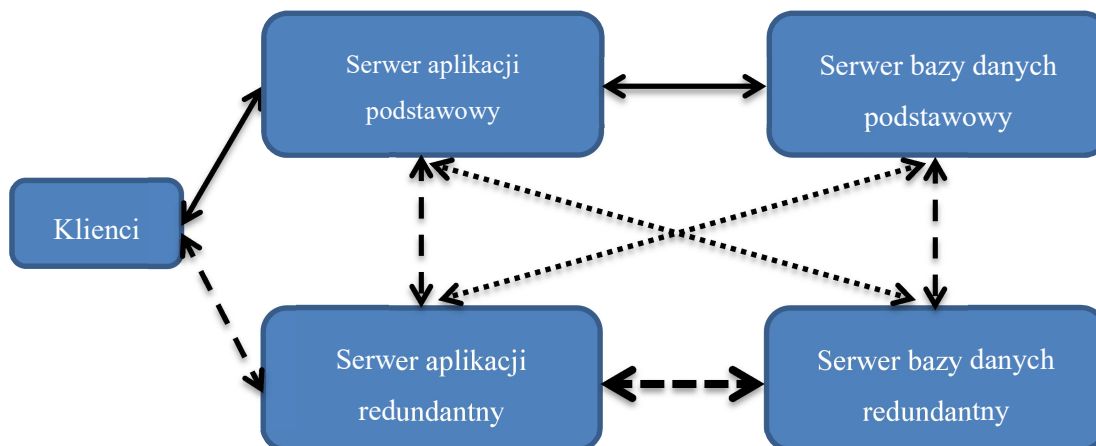 Serwer aplikacji
podstawowy
Serwer bazy danych
podstawowy
Klienci
Serwer aplikacji
redundantny
Serwer bazy danych
redundantny